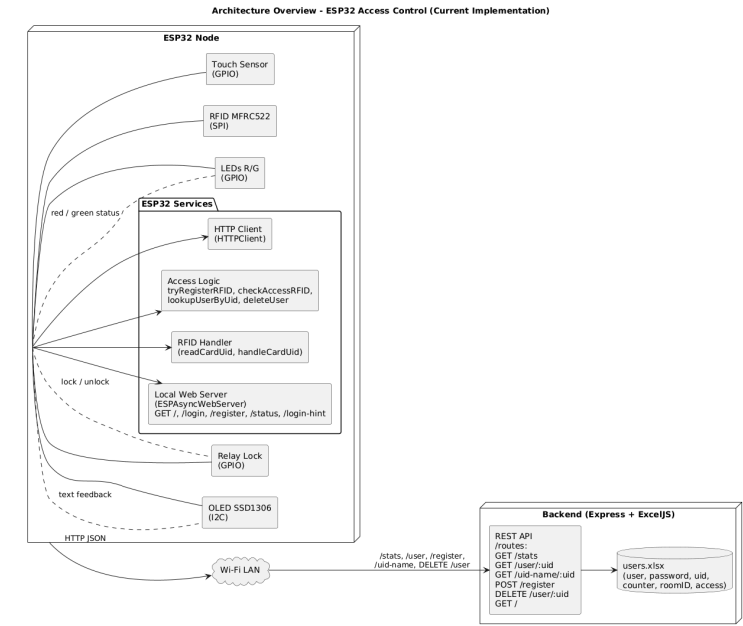 Architecture Overview - ESP32 Access Control (Current Implementation)
ESP32 Node
Touch Sensor
(GPIO)
RFID MFRC522
(SPI)
LEDs R/G
(GPIO)
red / green status
ESP32 Services
HTTP Client
(HTTPClient)
Access Logic
tryRegisterRFID, checkAccessRFID,
lookupUserByUid, deleteUser
RFID Handler
(readCardUid, handleCardUid)
lock / unlock
Local Web Server
(ESPAsyncWebServer)
GET /, /login, /register, /status, /login-hint
Relay Lock
(GPIO)
text feedback
OLED SSD1306
(I2C)
HTTP JSON
Wi-Fi LAN
/stats, /user, /register,
/uid-name, DELETE /user
Backend (Express + ExcelJS)
REST API
/routes:
GET /stats
GET /user/:uid
GET /uid-name/:uid
POST /register
DELETE /user/:uid
GET /
users.xlsx
(user, password, uid,
counter, roomID, access)